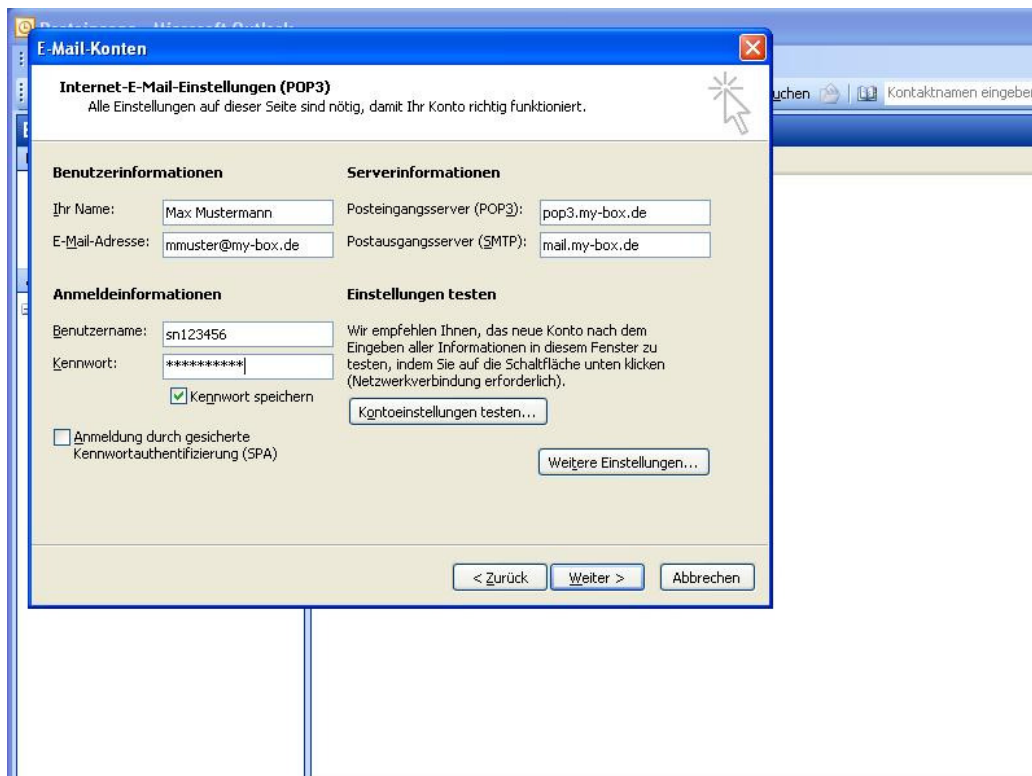 E-Mail-Konten
Internet-E-Mail-Einstellungen (POP3)
Alle Einstellungen auf dieser Seite sind nötig, damit Ihr Konto richtig funktioniert.
uchen
Kontaktnamen eingeben
Benutzerinformationen
Ihr Name: Max Mustermann
E-Mail-Adresse: mmuster@my-box.de
Serverinformationen
Posteingangsserver (POP3): pop3.my-box.de
Postausgangsserver (SMTP): mail.my-box.de
Anmeldeinformationen
Benutzername: sn123456
Kennwort: **********
Kennwort speichern
Anmeldung durch gesicherte
Kennwortauthentifizierung (SPA)
Einstellungen testen
Wir empfehlen Ihnen, das neue Konto nach dem
Eingeben aller Informationen in diesem Fenster zu
testen, indem Sie auf die Schaltfläche unten klicken
(Netzwerkverbindung erforderlich).
Kontoeinstellungen testen...
Weitere Einstellungen...
< Zurück
Weiter >
Abbrechen